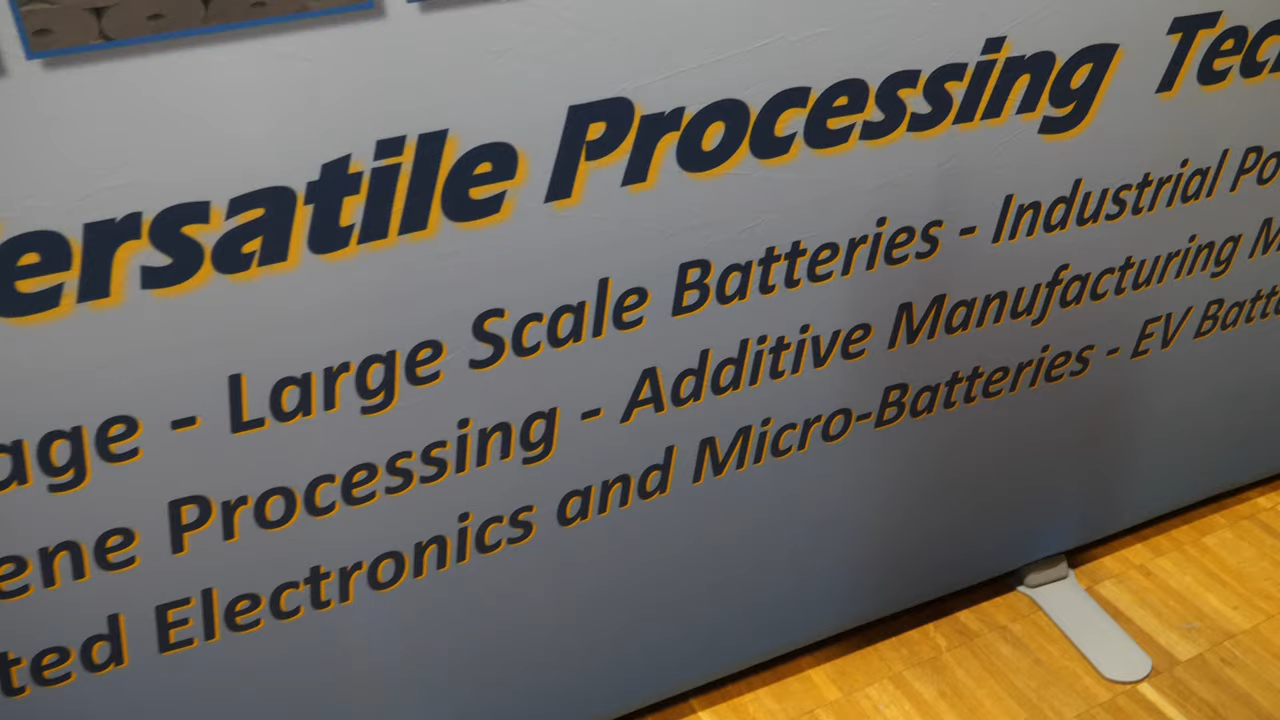 ersatile Processing Tec
age - Large Scale Batteries - Industrial Po
ene Processing - Additive Manufacturing M
ted Electronics and Micro-Batteries - EV Batte